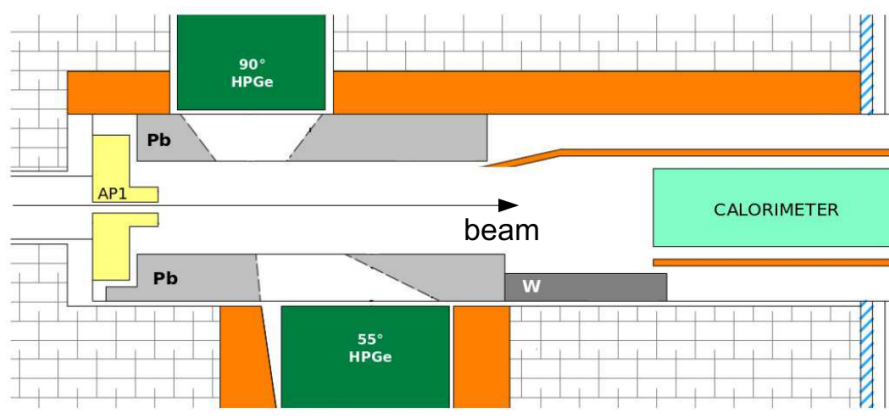 90°
HPGe
Pb
AP1
beam
CALORIMETER
Pb
W
55°
HPGe